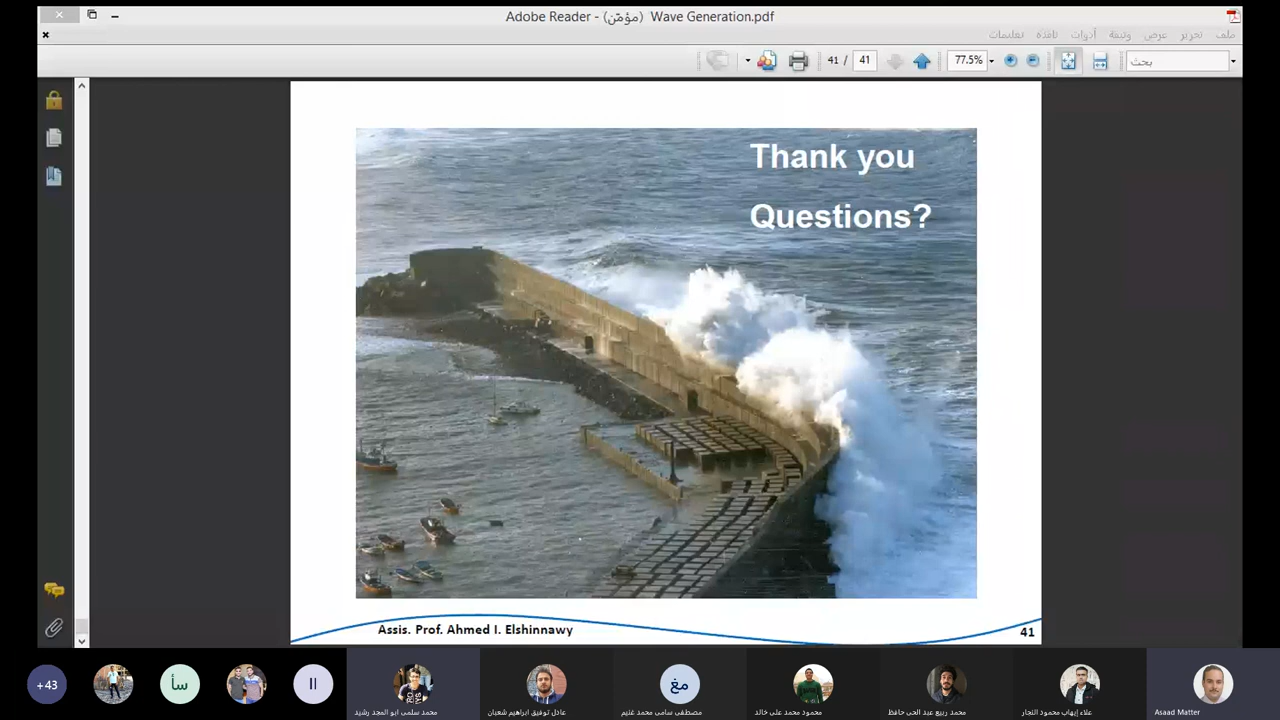 Adobe Reader - (مؤمّن) Wave Generation.pdf
ملف تحرير عرض وثيقة أدوات نافذة تعليمات
41 / 41
77.5%
بحث
Thank you
Questions?
Assis. Prof. Ahmed I. Elshinnawy
41
+43
سأ
اا
مغ
محمد سلمى ابو المجد رشيد
عادل توفيق ابراهيم شعبان
مصطفى سامى محمد غنيم
محمود محمد على خالد
محمد ربيع عبد الحى حافظ
علاء إيهاب محمود النجار
Asaad Matter